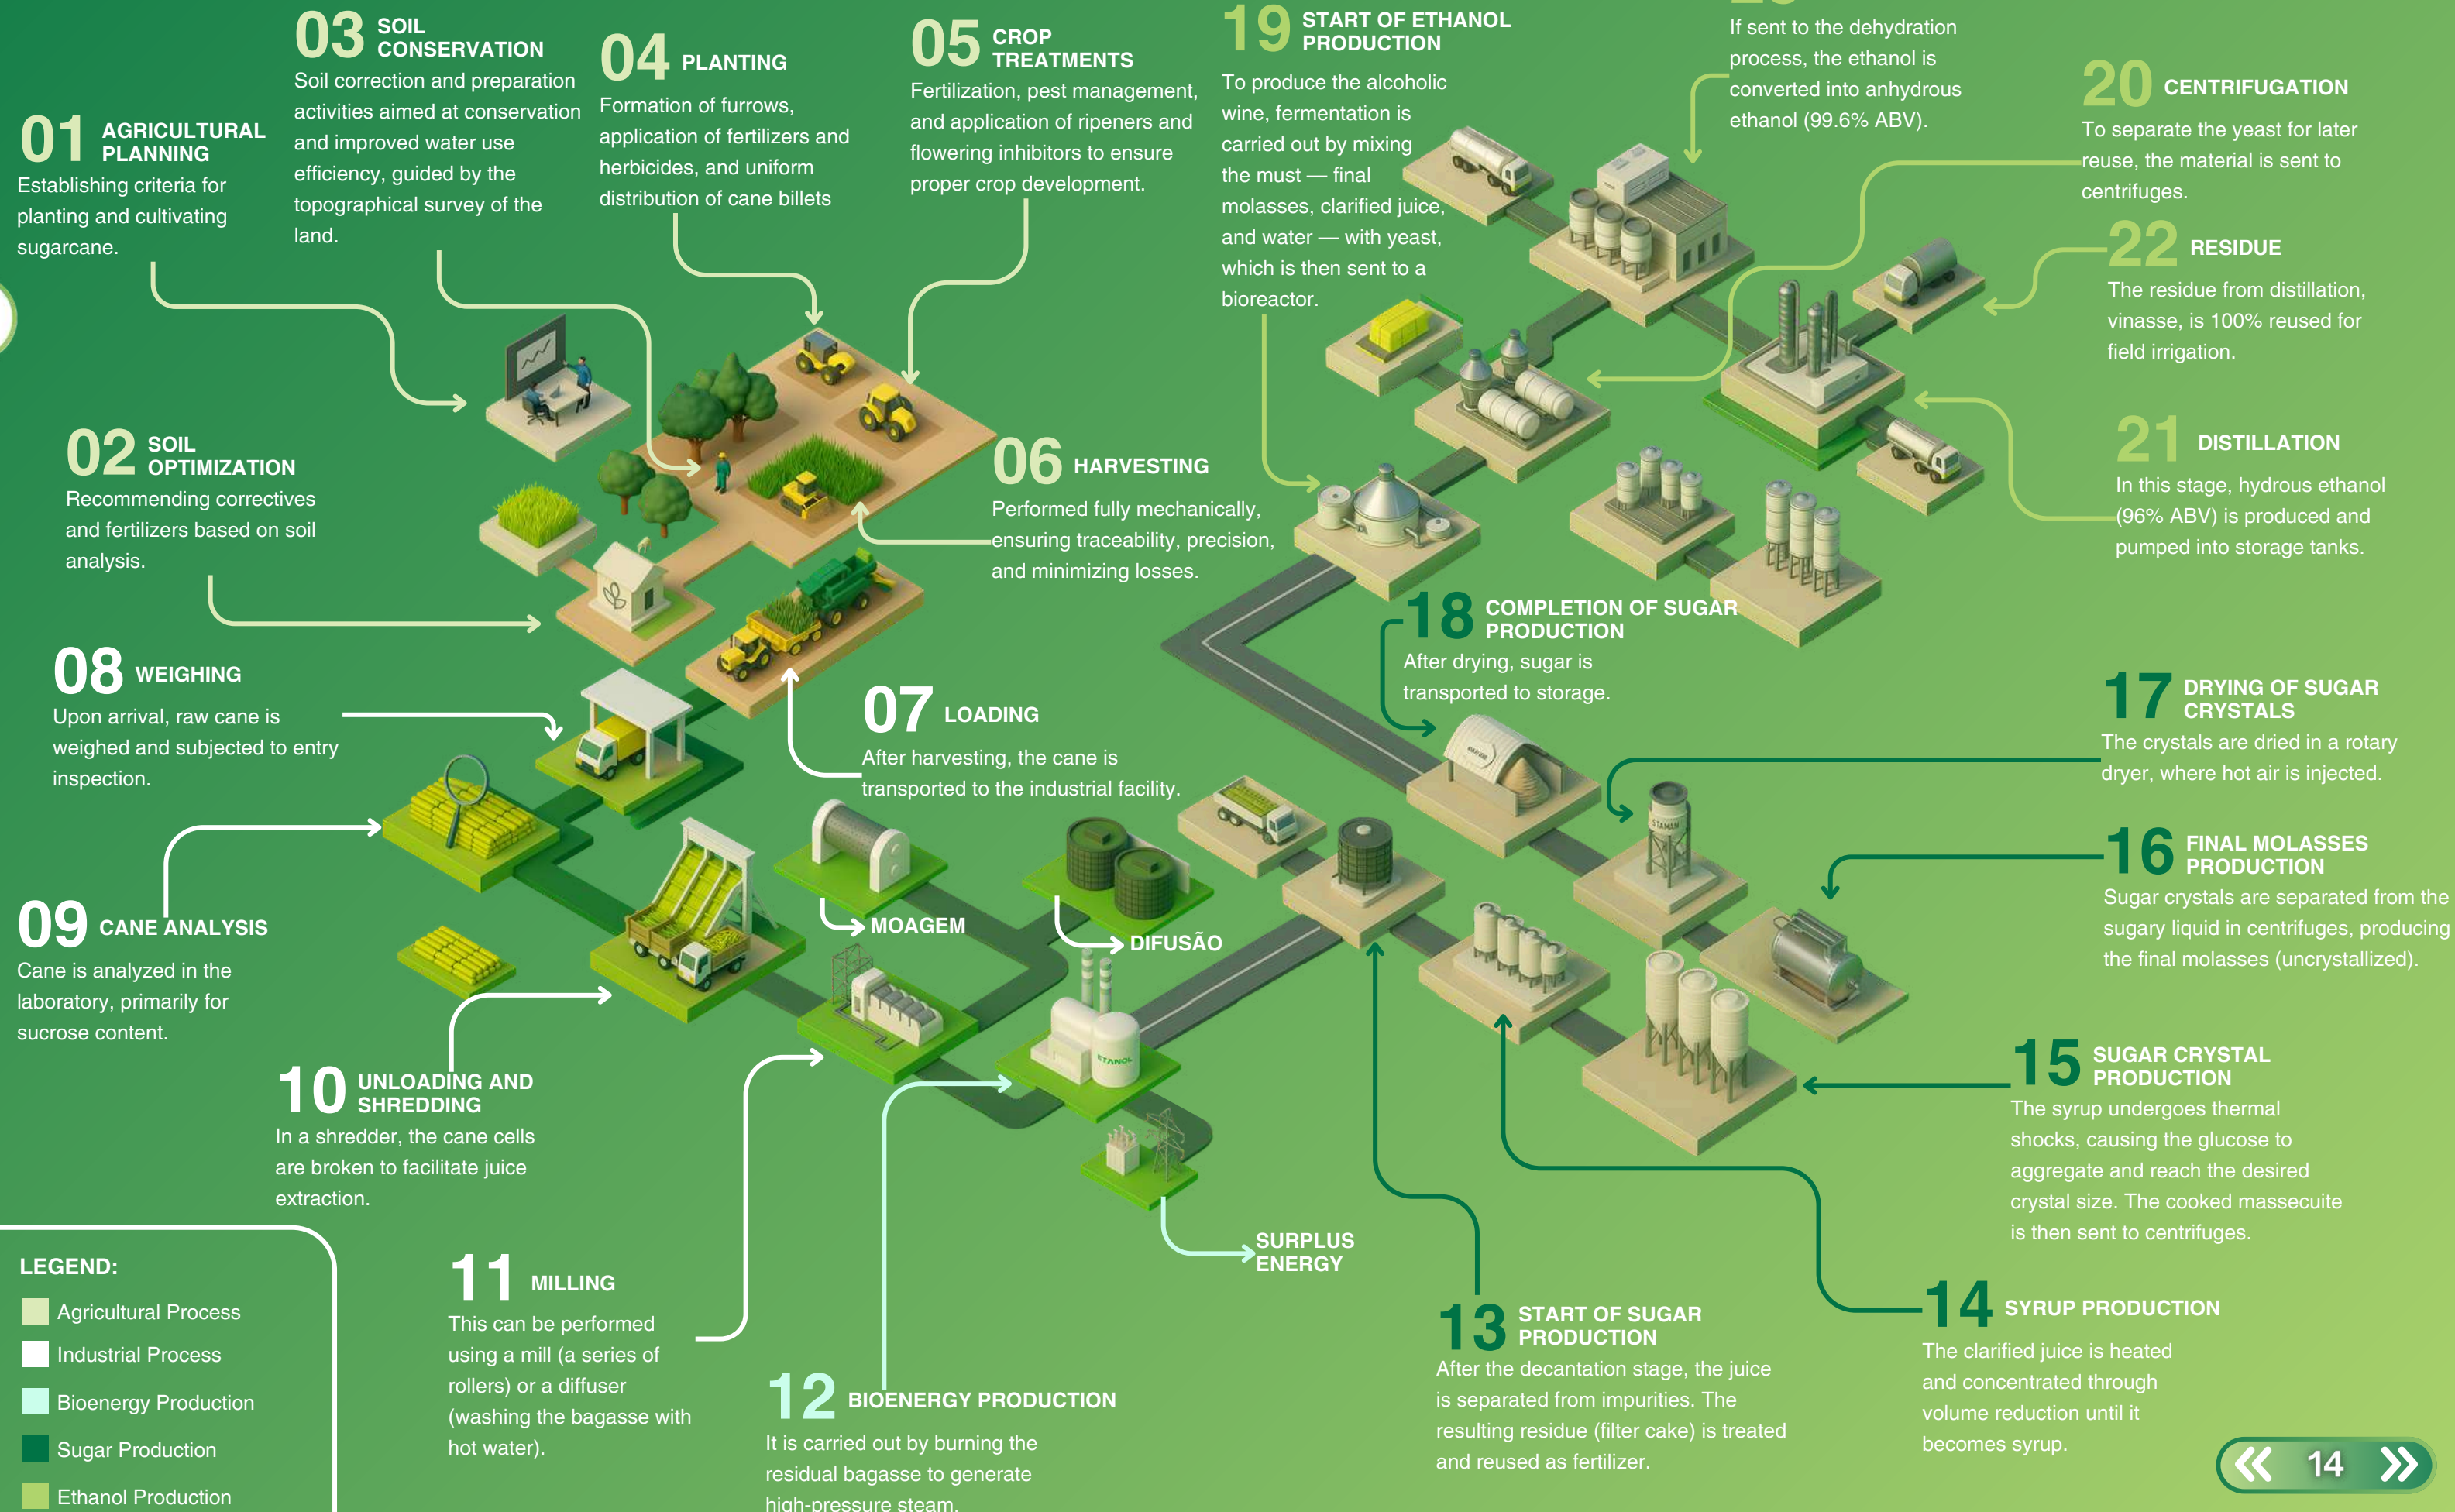 03 SOIL
CONSERVATION
Soil correction and preparation
activities aimed at conservation
and improved water use
efficiency, guided by the
topographical survey of the
land.
04 PLANTING
Formation of furrows,
application of fertilizers and
herbicides, and uniform
distribution of cane billets
05 CROP
TREATMENTS
Fertilization, pest management,
and application of ripeners and
flowering inhibitors to ensure
proper crop development.
19 START OF ETHANOL
PRODUCTION
To produce the alcoholic
wine, fermentation is
carried out by mixing
the must — final
molasses, clarified juice,
and water — with yeast,
which is then sent to a
bioreactor.
If sent to the dehydration
process, the ethanol is
converted into anhydrous
ethanol (99.6% ABV).
20 CENTRIFUGATION
To separate the yeast for later
reuse, the material is sent to
centrifuges.
01 AGRICULTURAL
PLANNING
Establishing criteria for
planting and cultivating
sugarcane.
22 RESIDUE
The residue from distillation,
vinasse, is 100% reused for
field irrigation.
02 SOIL
OPTIMIZATION
Recommending correctives
and fertilizers based on soil
analysis.
06 HARVESTING
Performed fully mechanically,
ensuring traceability, precision,
and minimizing losses.
21 DISTILLATION
In this stage, hydrous ethanol
(96% ABV) is produced and
pumped into storage tanks.
18 COMPLETION OF SUGAR
PRODUCTION
After drying, sugar is
transported to storage.
08 WEIGHING
Upon arrival, raw cane is
weighed and subjected to entry
inspection.
07 LOADING
After harvesting, the cane is
transported to the industrial facility.
17 DRYING OF SUGAR
CRYSTALS
The crystals are dried in a rotary
dryer, where hot air is injected.
STAMAN
16 FINAL MOLASSES
PRODUCTION
Sugar crystals are separated from the
sugary liquid in centrifuges, producing
the final molasses (uncrystallized).
09 CANE ANALYSIS
Cane is analyzed in the
laboratory, primarily for
sucrose content.
MOAGEM
DIFUSÃO
ETANOL
10 UNLOADING AND
SHREDDING
In a shredder, the cane cells
are broken to facilitate juice
extraction.
15 SUGAR CRYSTAL
PRODUCTION
The syrup undergoes thermal
shocks, causing the glucose to
aggregate and reach the desired
crystal size. The cooked massecuite
is then sent to centrifuges.
SURPLUS
ENERGY
11 MILLING
This can be performed
using a mill (a series of
rollers) or a diffuser
(washing the bagasse with
hot water).
12 BIOENERGY PRODUCTION
It is carried out by burning the
residual bagasse to generate
high-pressure steam.
13 START OF SUGAR
PRODUCTION
After the decantation stage, the juice
is separated from impurities. The
resulting residue (filter cake) is treated
and reused as fertilizer.
14 SYRUP PRODUCTION
The clarified juice is heated
and concentrated through
volume reduction until it
becomes syrup.
LEGEND:
Agricultural Process
Industrial Process
Bioenergy Production
Sugar Production
Ethanol Production
14